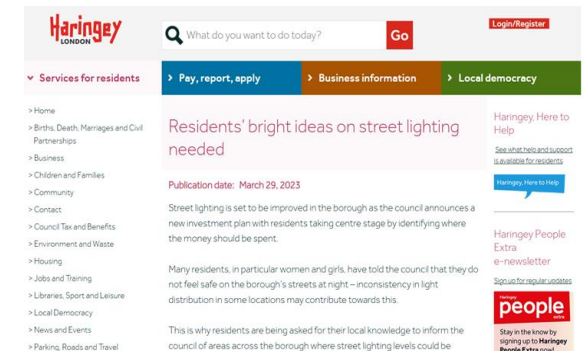 Haringey
LONDON
What do you want to do today?
Go
Login/Register
Services for residents
> Pay, report, apply
> Business information
> Local democracy
> Home
> Births, Death, Marriages and Civil
Partnerships
> Business
> Children and Families
> Community
> Contact
> Council Tax and Benefits
> Environment and Waste
> Housing
> Jobs and Training
> Libraries, Sport and Leisure
> Local Democracy
> News and Events
> Parking, Roads and Travel
Residents' bright ideas on street lighting
needed
Publication date: March 29, 2023
Street lighting is set to be improved in the borough as the council announces a
new investment plan with residents taking centre stage by identifying where
the money should be spent.
Many residents, in particular women and girls, have told the council that they do
not feel safe on the borough's streets at night – inconsistency in light
distribution in some locations may contribute towards this.
This is why residents are being asked for their local knowledge to inform the
council of areas across the borough where street lighting levels could be
Haringey, Here to
Help
See what help and support
is available for residents
Haringey, Here to Help
Haringey People
Extra
e-newsletter
Sign up for regular updates
Haringey
people
extra
Stay in the know by
signing up to Haringey
People Extra now!